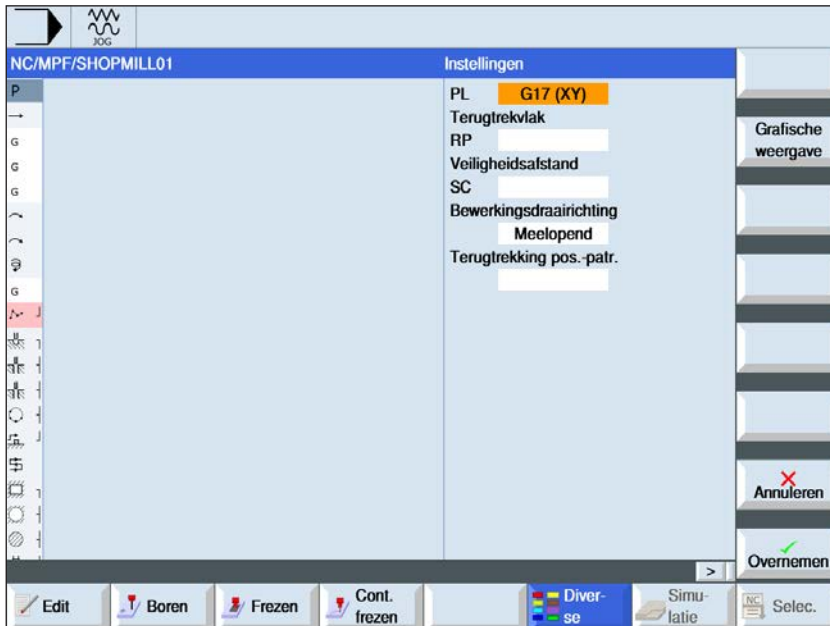 JOG
NC/MPF/SHOPMILL01
Instellingen
P
PL G17 (XY)
Terugtrekvlak
RP
Veiligheidsafstand
SC
Bewerkingsdraairichting
Meelopend
Terugtrekking pos.-patr.
G
G
G
G
Grafische
weergave
Annuleren
Overnemen
>
Edit
Boren
Frezen
Cont.
frezen
Diver-
se
Simu-
latie
NC
Selec.